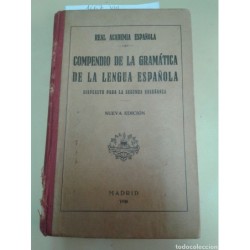 REAL ACADEMIA ESPAÑOLA
COMPENDIO DE LA GRAMÁTICA
DE LA LENGUA ESPAÑOLA
DISPUESTO PARA LA SEGUNDA ENSEÑANZA
NUEVA EDICIÓN
MADRID